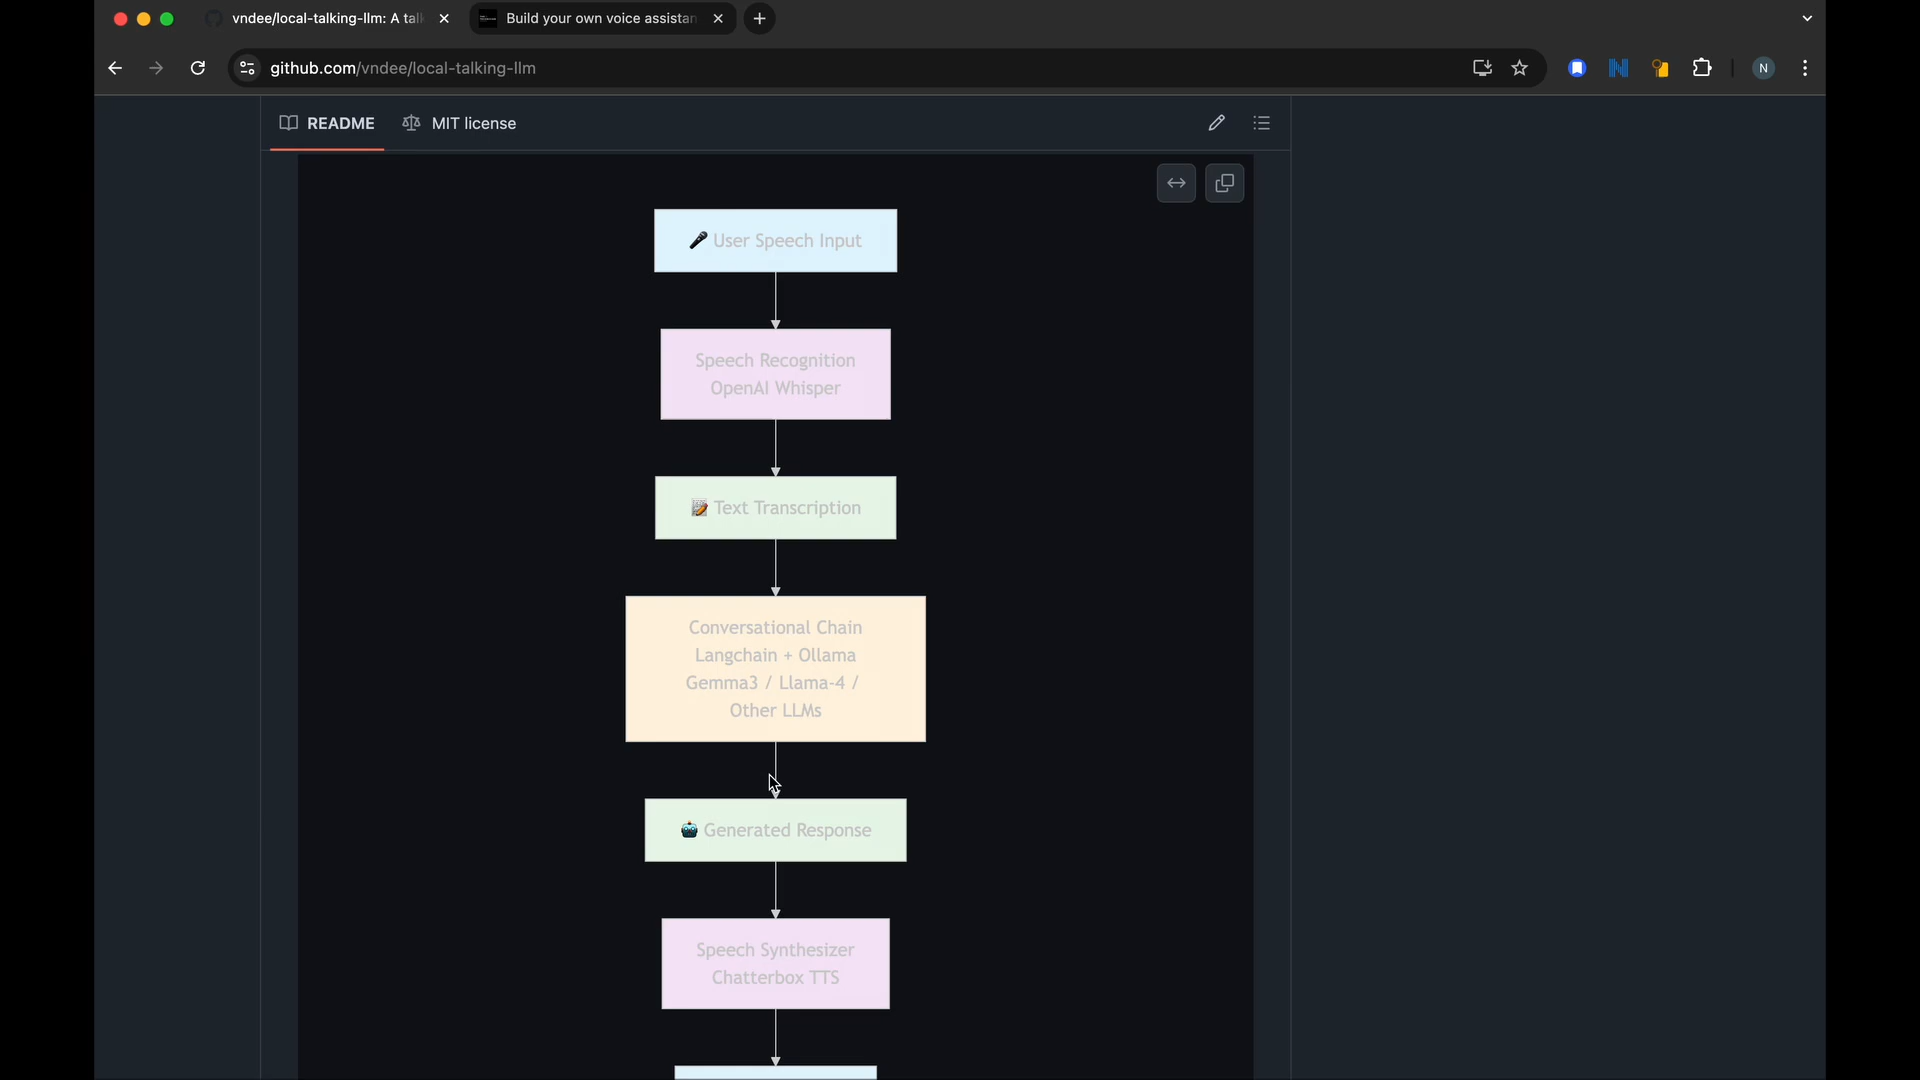 vndee/local-talking-llm: A tal
Build your own voice assistan
github.com/vndee/local-talking-llm
N
README
MIT license
🎤 User Speech Input
Speech Recognition
OpenAI Whisper
📝 Text Transcription
Conversational Chain
Langchain + Ollama
Gemma3 / Llama-4 /
Other LLMs
🤖 Generated Response
Speech Synthesizer
Chatterbox TTS